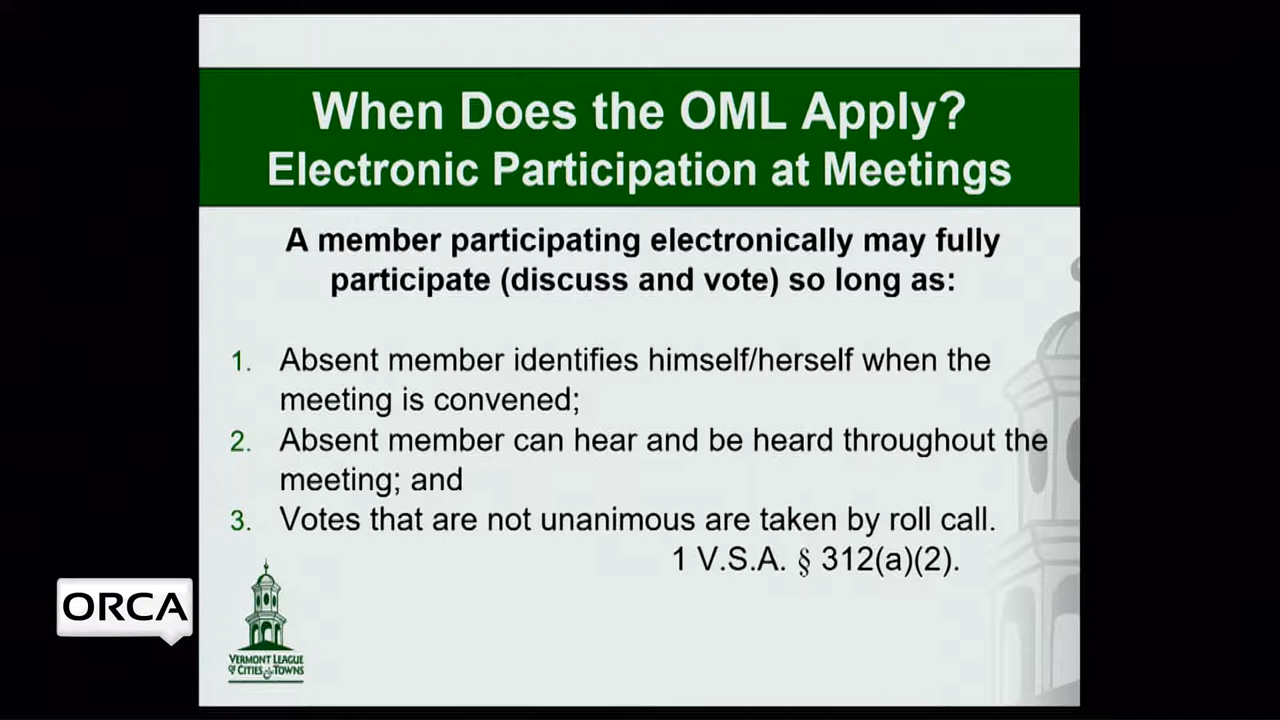 When Does the OML Apply?
Electronic Participation at Meetings
A member participating electronically may fully
participate (discuss and vote) so long as:
1. Absent member identifies himself/herself when the
meeting is convened;
2. Absent member can hear and be heard throughout the
meeting; and
3. Votes that are not unanimous are taken by roll call.
1 V.S.A. § 312(a)(2).
ORCA
VERMONT LEAGUE
OF CITIES & TOWNS